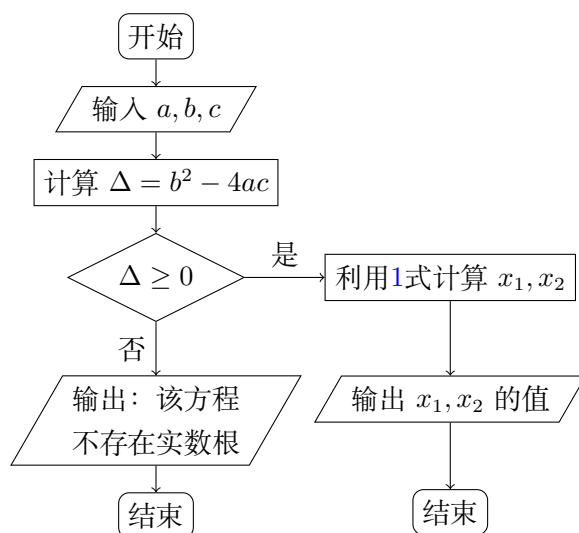 开始
输入 a, b, c
计算 Δ = b² − 4ac
Δ ≥ 0
是
利用1式计算 x₁, x₂
否
输出：该方程
不存在实数根
输出 x₁, x₂ 的值
结束
结束